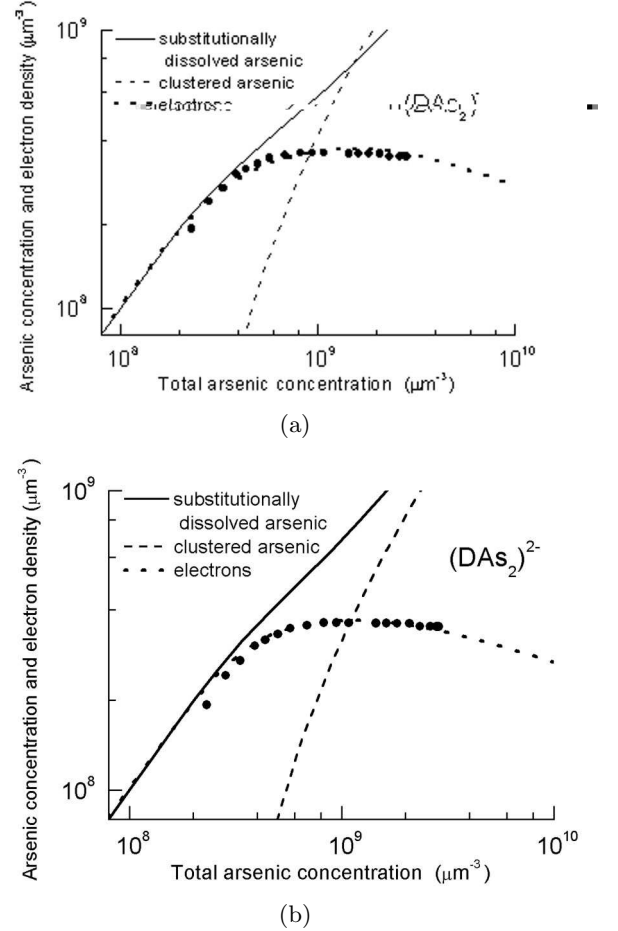 10⁹
substitutionally
dissolved arsenic
clustered arsenic
electrons
(DAs₂)⁻
10⁸
10⁸
10⁹
10¹⁰
Arsenic concentration and electron density (µm⁻³)
Total arsenic concentration (µm⁻³)
(a)
10⁹
substitutionally
dissolved arsenic
clustered arsenic
electrons
(DAs₂)²⁻
10⁸
10⁸
10⁹
10¹⁰
Arsenic concentration and electron density (µm⁻³)
Total arsenic concentration (µm⁻³)
(b)